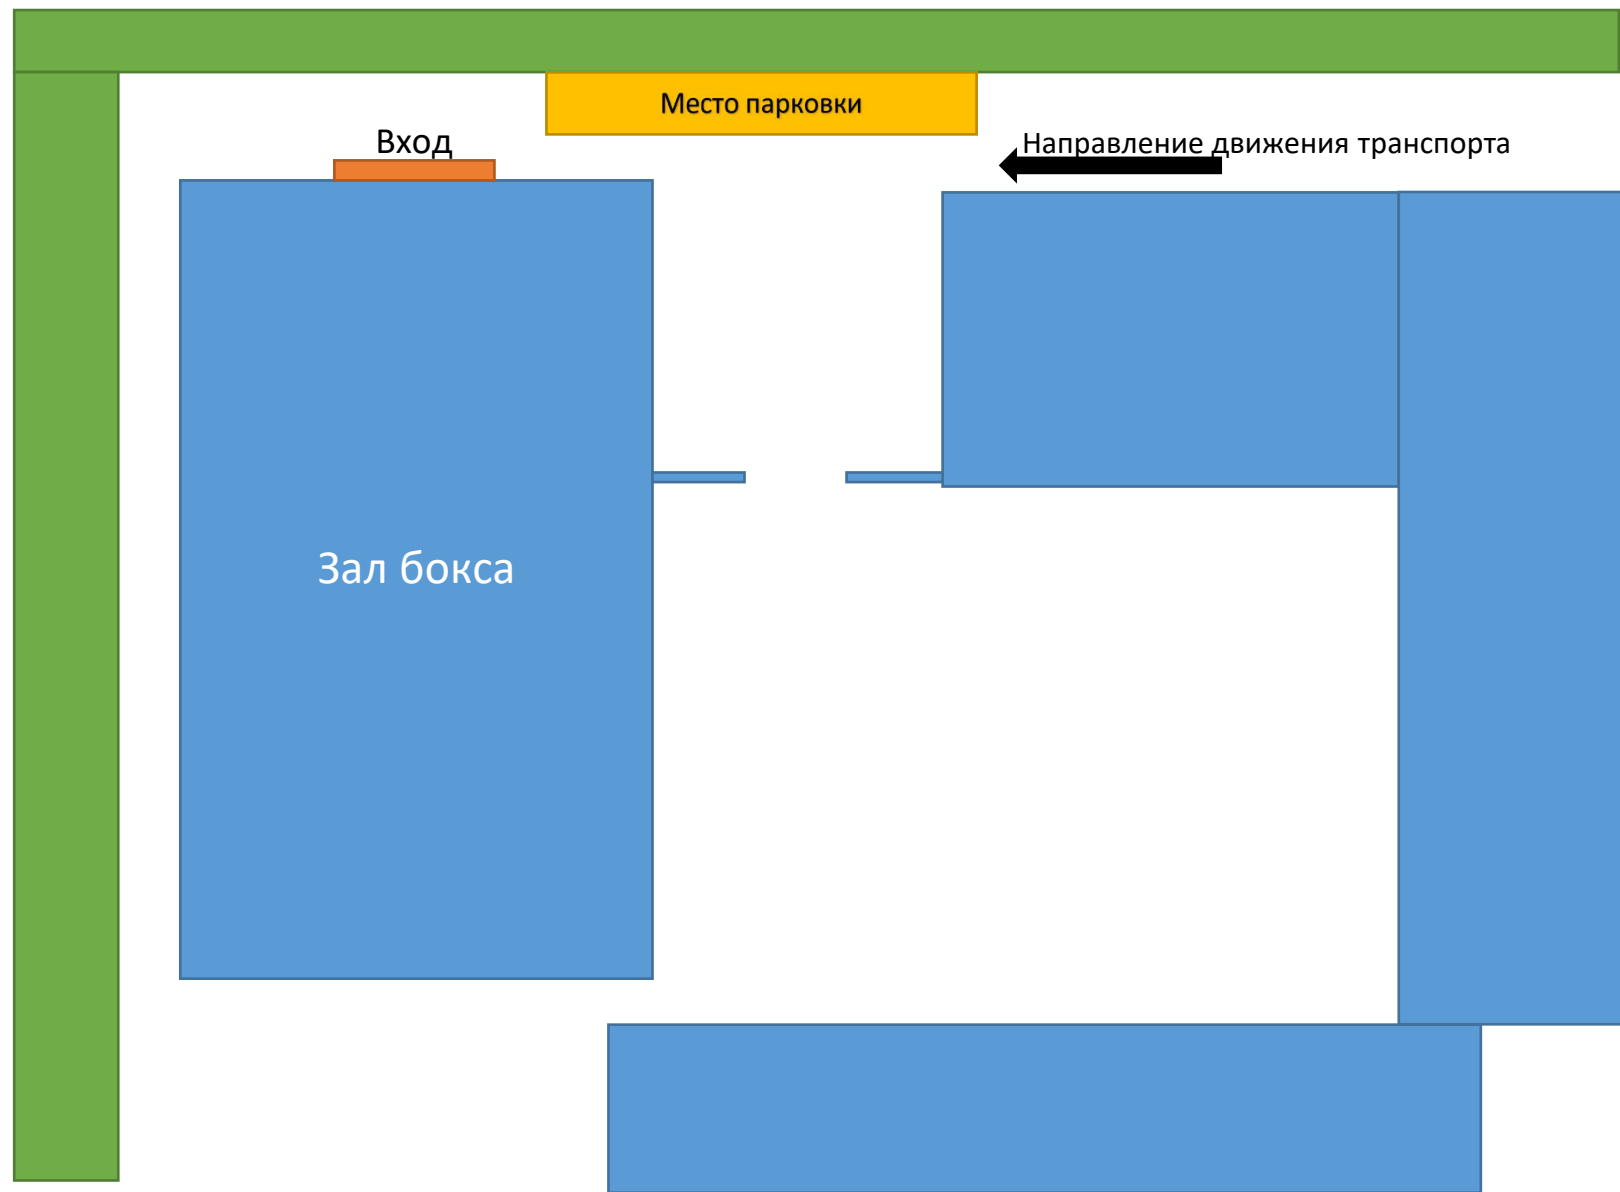 Место парковки
Вход
Направление движения транспорта
Зал бокса